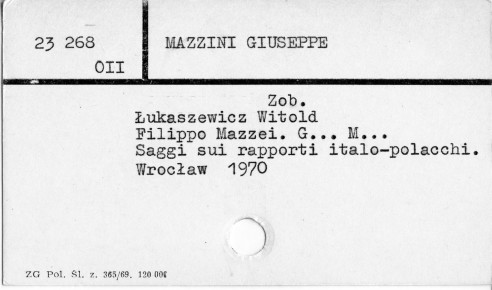 23 268 MAZZINI GIUSEPPE
OII
Zob.
Łukaszewicz Witold
Filippo Mazzei. G... M...
Saggi sui rapporti italo-polacchi.
Wrocław 1970
ZG Pol. Śl. z. 365/69. 120 000